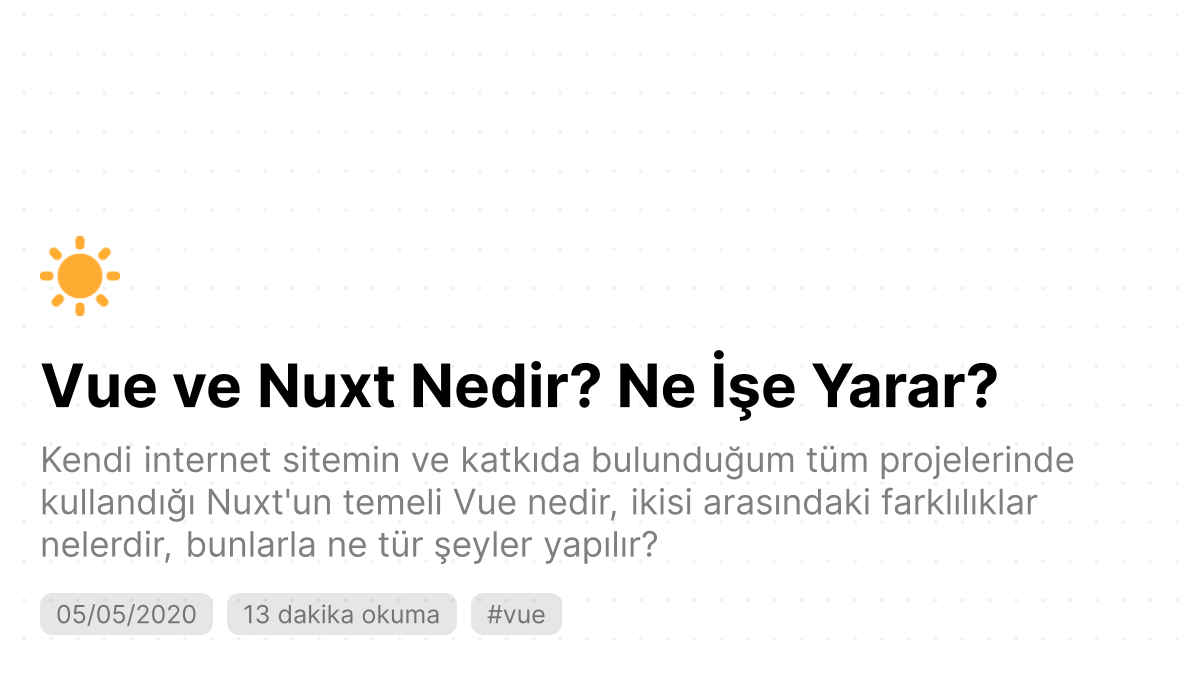 Vue ve Nuxt Nedir? Ne İşe Yarar?
Kendi internet sitemin ve katkıda bulunduğum tüm projelerinde
kullandığı Nuxt'un temeli Vue nedir, ikisi arasındaki farklılıklar
nelerdir, bunlarla ne tür şeyler yapılır?
05/05/2020 13 dakika okuma #vue